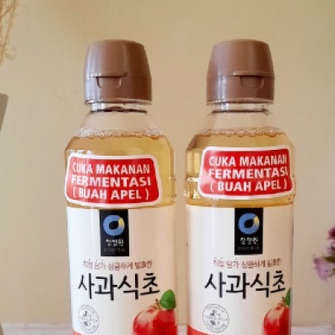 CUKA MAKANAN
FERMENTASI
( BUAH APEL )
청정원
사과식초
CUKA MAKANAN
FERMENTASI
( BUAH APEL )
청정원
사과식초